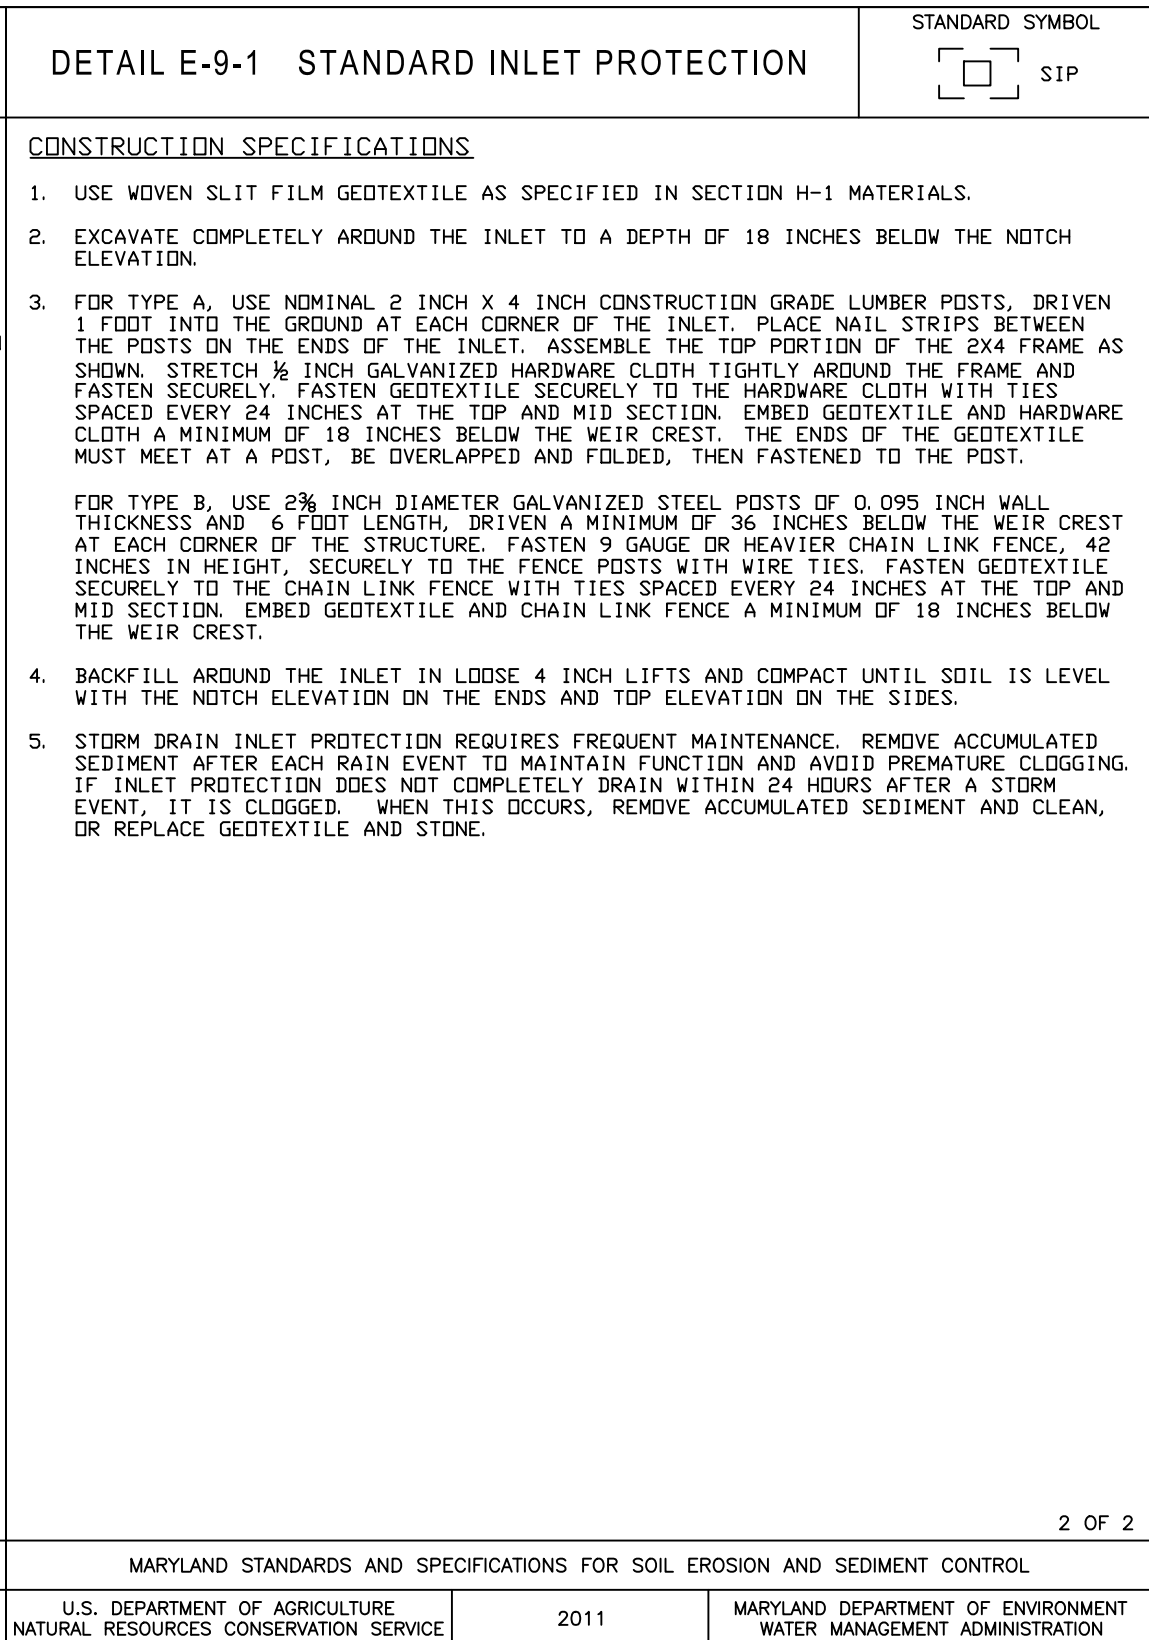 DETAIL E-9-1 STANDARD INLET PROTECTION
STANDARD SYMBOL
SIP
CONSTRUCTION SPECIFICATIONS
1. USE WOVEN SLIT FILM GEOTEXTILE AS SPECIFIED IN SECTION H-1 MATERIALS.
2. EXCAVATE COMPLETELY AROUND THE INLET TO A DEPTH OF 18 INCHES BELOW THE NOTCH
ELEVATION.
3. FOR TYPE A, USE NOMINAL 2 INCH X 4 INCH CONSTRUCTION GRADE LUMBER POSTS, DRIVEN
1 FOOT INTO THE GROUND AT EACH CORNER OF THE INLET. PLACE NAIL STRIPS BETWEEN
THE POSTS ON THE ENDS OF THE INLET. ASSEMBLE THE TOP PORTION OF THE 2X4 FRAME AS
SHOWN. STRETCH ½ INCH GALVANIZED HARDWARE CLOTH TIGHTLY AROUND THE FRAME AND
FASTEN SECURELY. FASTEN GEOTEXTILE SECURELY TO THE HARDWARE CLOTH WITH TIES
SPACED EVERY 24 INCHES AT THE TOP AND MID SECTION. EMBED GEOTEXTILE AND HARDWARE
CLOTH A MINIMUM OF 18 INCHES BELOW THE WEIR CREST. THE ENDS OF THE GEOTEXTILE
MUST MEET AT A POST, BE OVERLAPPED AND FOLDED, THEN FASTENED TO THE POST.
FOR TYPE B, USE 2⅜ INCH DIAMETER GALVANIZED STEEL POSTS OF 0.095 INCH WALL
THICKNESS AND 6 FOOT LENGTH, DRIVEN A MINIMUM OF 36 INCHES BELOW THE WEIR CREST
AT EACH CORNER OF THE STRUCTURE. FASTEN 9 GAUGE OR HEAVIER CHAIN LINK FENCE, 42
INCHES IN HEIGHT, SECURELY TO THE FENCE POSTS WITH WIRE TIES. FASTEN GEOTEXTILE
SECURELY TO THE CHAIN LINK FENCE WITH TIES SPACED EVERY 24 INCHES AT THE TOP AND
MID SECTION. EMBED GEOTEXTILE AND CHAIN LINK FENCE A MINIMUM OF 18 INCHES BELOW
THE WEIR CREST.
4. BACKFILL AROUND THE INLET IN LOOSE 4 INCH LIFTS AND COMPACT UNTIL SOIL IS LEVEL
WITH THE NOTCH ELEVATION ON THE ENDS AND TOP ELEVATION ON THE SIDES.
5. STORM DRAIN INLET PROTECTION REQUIRES FREQUENT MAINTENANCE. REMOVE ACCUMULATED
SEDIMENT AFTER EACH RAIN EVENT TO MAINTAIN FUNCTION AND AVOID PREMATURE CLOGGING.
IF INLET PROTECTION DOES NOT COMPLETELY DRAIN WITHIN 24 HOURS AFTER A STORM
EVENT, IT IS CLOGGED. WHEN THIS OCCURS, REMOVE ACCUMULATED SEDIMENT AND CLEAN,
OR REPLACE GEOTEXTILE AND STONE.
2 OF 2
MARYLAND STANDARDS AND SPECIFICATIONS FOR SOIL EROSION AND SEDIMENT CONTROL
U.S. DEPARTMENT OF AGRICULTURE
NATURAL RESOURCES CONSERVATION SERVICE
2011
MARYLAND DEPARTMENT OF ENVIRONMENT
WATER MANAGEMENT ADMINISTRATION